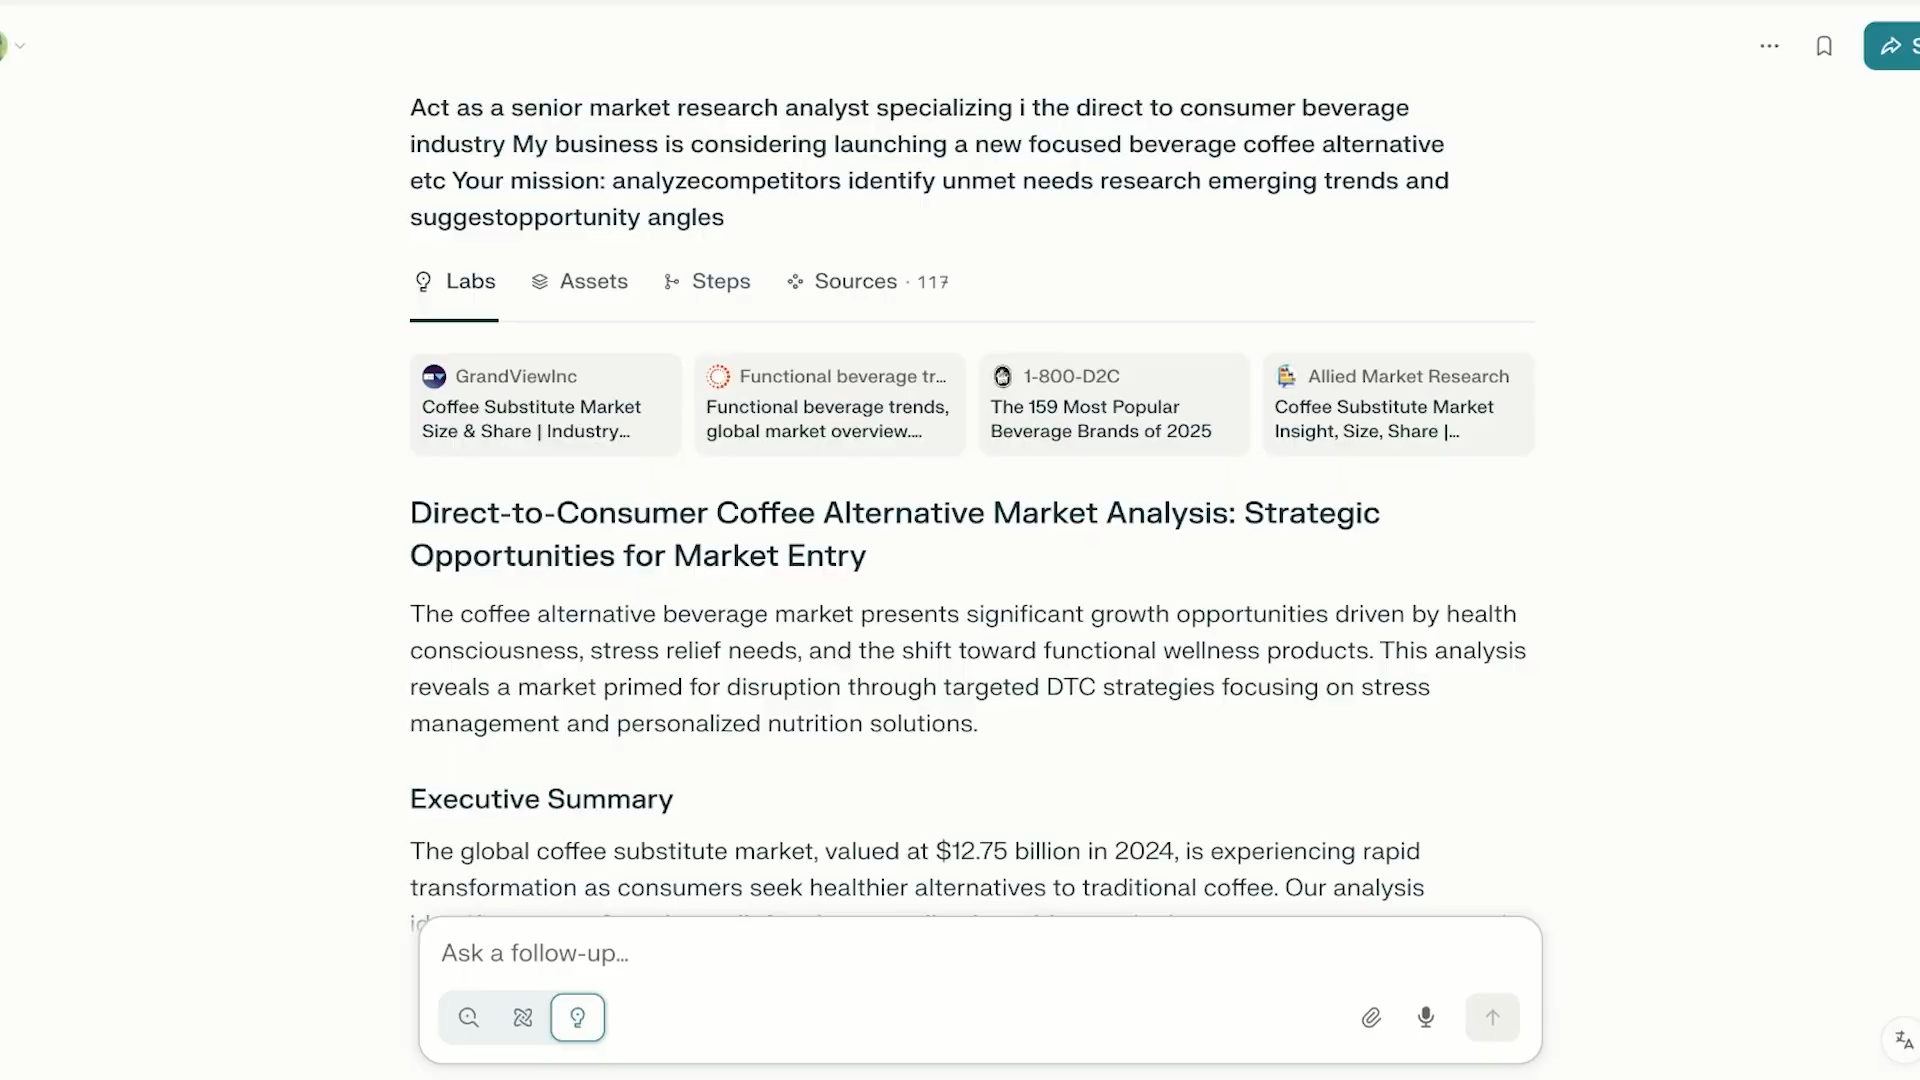 Act as a senior market research analyst specializing i the direct to consumer beverage
industry My business is considering launching a new focused beverage coffee alternative
etc Your mission: analyzecompetitors identify unmet needs research emerging trends and
suggestopportunity angles
Labs Assets Steps Sources · 117
GrandViewInc
Coffee Substitute Market
Size & Share | Industry...
Functional beverage tr...
Functional beverage trends,
global market overview....
1-800-D2C
The 159 Most Popular
Beverage Brands of 2025
Allied Market Research
Coffee Substitute Market
Insight, Size, Share |...
Direct-to-Consumer Coffee Alternative Market Analysis: Strategic
Opportunities for Market Entry
The coffee alternative beverage market presents significant growth opportunities driven by health
consciousness, stress relief needs, and the shift toward functional wellness products. This analysis
reveals a market primed for disruption through targeted DTC strategies focusing on stress
management and personalized nutrition solutions.
Executive Summary
The global coffee substitute market, valued at $12.75 billion in 2024, is experiencing rapid
transformation as consumers seek healthier alternatives to traditional coffee. Our analysis
Ask a follow-up...